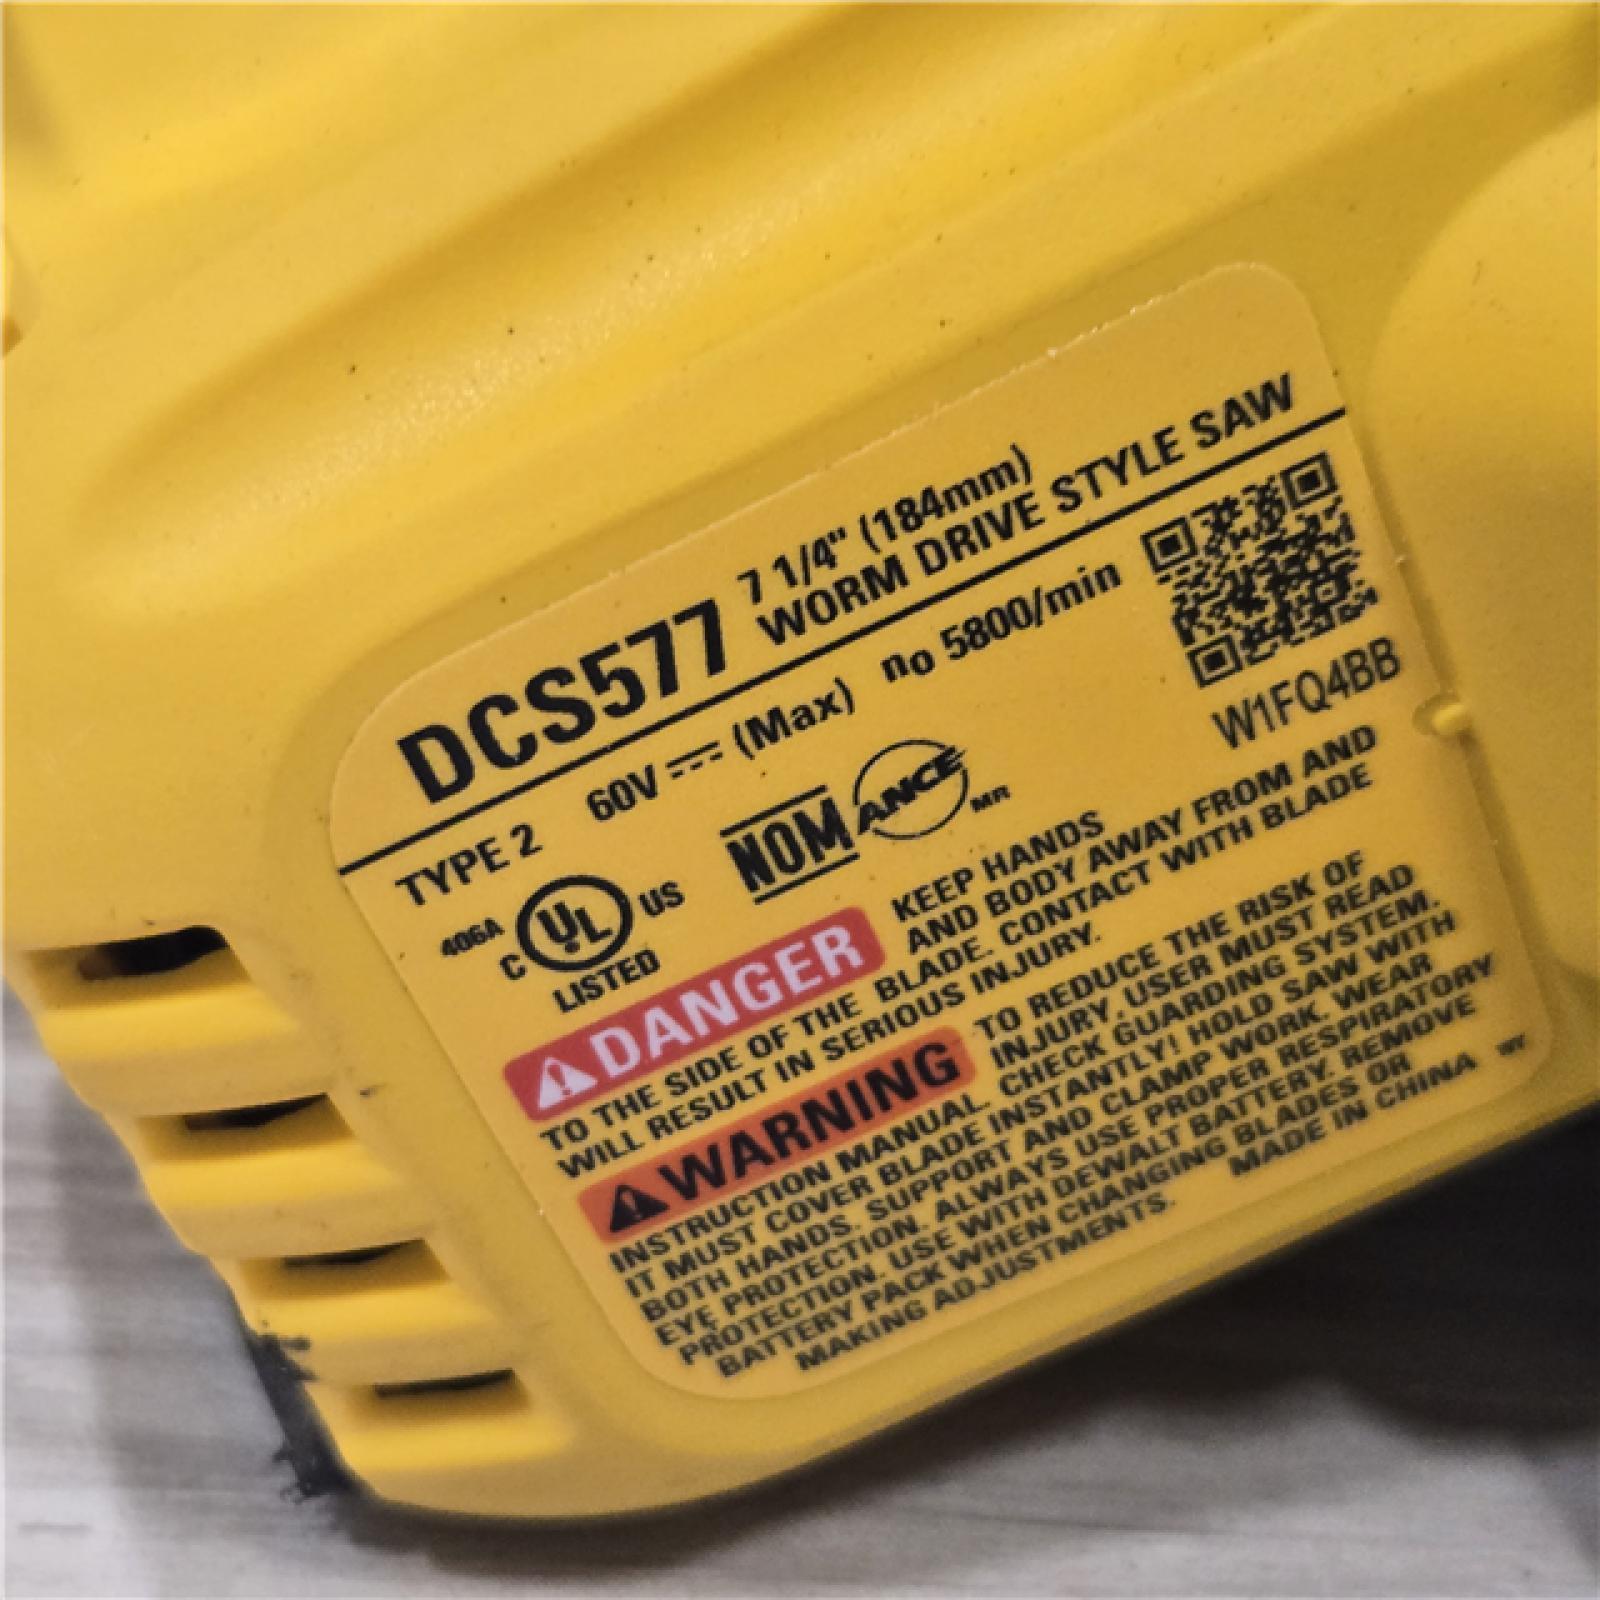 DCS577 7 1/4" (184mm)
WORM DRIVE STYLE SAW
TYPE 2 60V (Max) no 5800/min
W1FQ4BB
406A C UL US
LISTED
NOM ANCE MR
DANGER KEEP HANDS
AND BODY AWAY FROM AND
TO THE SIDE OF THE BLADE. CONTACT WITH BLADE
WILL RESULT IN SERIOUS INJURY.
WARNING TO REDUCE THE RISK OF
INJURY, USER MUST READ
INSTRUCTION MANUAL. CHECK GUARDING SYSTEM.
IT MUST COVER BLADE INSTANTLY! HOLD SAW WITH
BOTH HANDS. SUPPORT AND CLAMP WORK. WEAR
EYE PROTECTION. ALWAYS USE PROPER RESPIRATORY
PROTECTION. USE WITH DEWALT BATTERY. REMOVE
BATTERY PACK WHEN CHANGING BLADES OR
MAKING ADJUSTMENTS. MADE IN CHINA